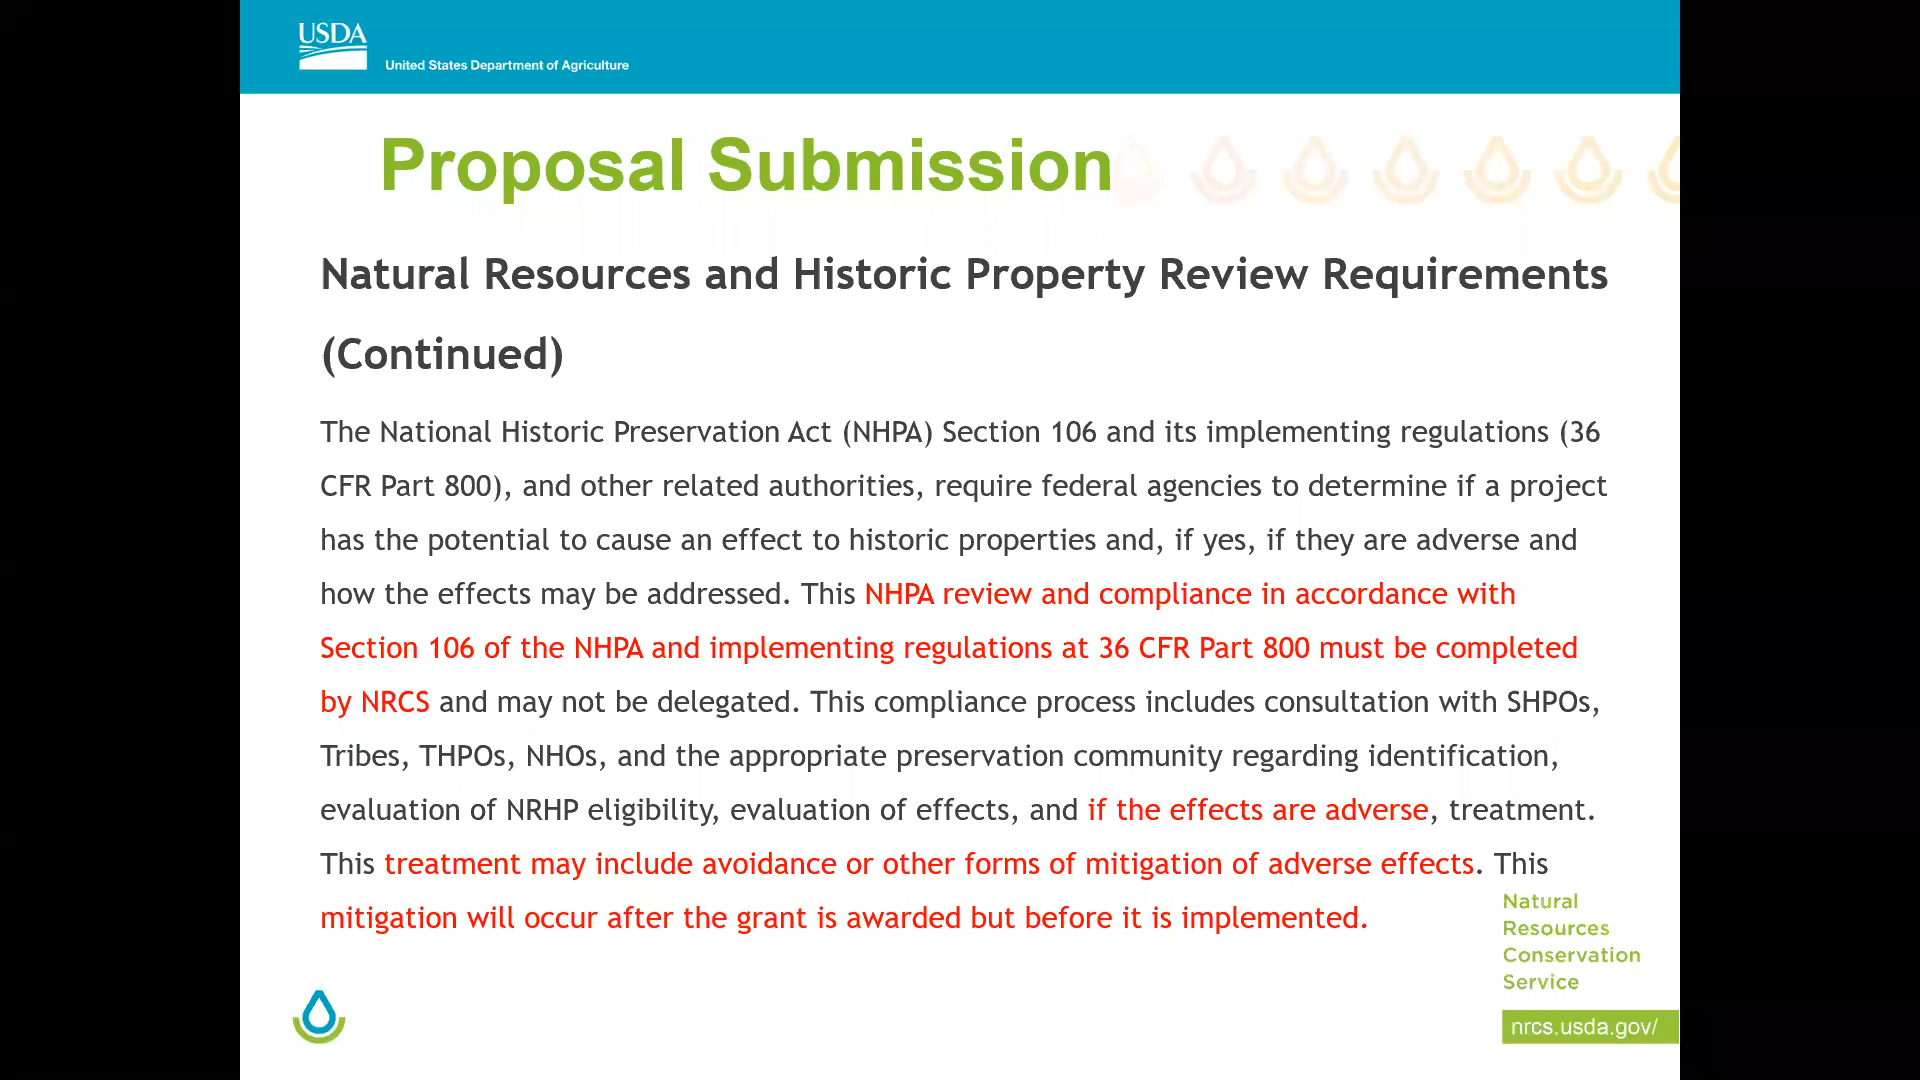 USDA
United States Department of Agriculture
Proposal Submission
Natural Resources and Historic Property Review Requirements
(Continued)
The National Historic Preservation Act (NHPA) Section 106 and its implementing regulations (36
CFR Part 800), and other related authorities, require federal agencies to determine if a project
has the potential to cause an effect to historic properties and, if yes, if they are adverse and
how the effects may be addressed. This NHPA review and compliance in accordance with
Section 106 of the NHPA and implementing regulations at 36 CFR Part 800 must be completed
by NRCS and may not be delegated. This compliance process includes consultation with SHPOs,
Tribes, THPOs, NHOs, and the appropriate preservation community regarding identification,
evaluation of NRHP eligibility, evaluation of effects, and if the effects are adverse, treatment.
This treatment may include avoidance or other forms of mitigation of adverse effects. This
mitigation will occur after the grant is awarded but before it is implemented.
Natural
Resources
Conservation
Service
nrcs.usda.gov/